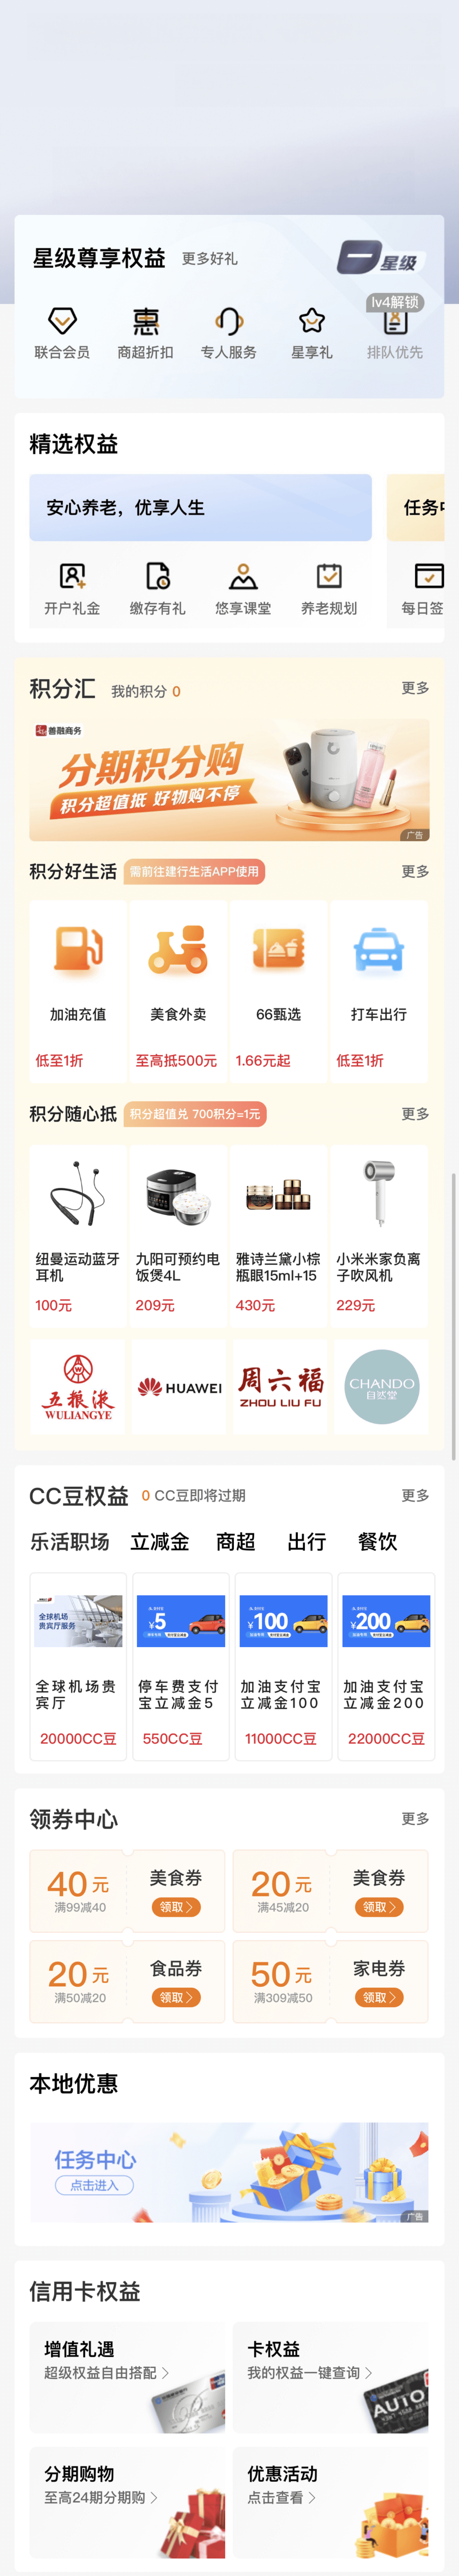 星级尊享权益 更多好礼
一星级
lv4解锁
联合会员 商超折扣 专人服务 星享礼 排队优先
精选权益
安心养老，优享人生 任务
开户礼金 缴存有礼 悠享课堂 养老规划 每日签
积分汇 我的积分 0 更多
善融商务
分期积分购
积分超值抵 好物购不停
广告
积分好生活 需前往建行生活APP使用 更多
加油充值 美食外卖 66甄选 打车出行
低至1折 至高抵500元 1.66元起 低至1折
积分随心抵 积分超值兑 700积分=1元 更多
纽曼运动蓝牙耳机 九阳可预约电饭煲4L 雅诗兰黛小棕瓶眼15ml+15 小米米家负离子吹风机
100元 209元 430元 229元
五粮液 WULIANGYE HUAWEI 周六福 ZHOU LIU FU CHANDO 自然堂
CC豆权益 0 CC豆即将过期 更多
乐活职场 立减金 商超 出行 餐饮
全球机场 贵宾厅服务 ¥5 ¥100 ¥200
全球机场贵宾厅 停车费支付宝立减金5 加油支付宝立减金100 加油支付宝立减金200
20000CC豆 550CC豆 11000CC豆 22000CC豆
领券中心 更多
40元 美食券 20元 美食券
满99减40 领取 满45减20 领取
20元 食品券 50元 家电券
满50减20 领取 满309减50 领取
本地优惠
任务中心
点击进入
广告
信用卡权益
增值礼遇 卡权益
超级权益自由搭配 我的权益一键查询
AUTO
分期购物 优惠活动
至高24期分期购 点击查看